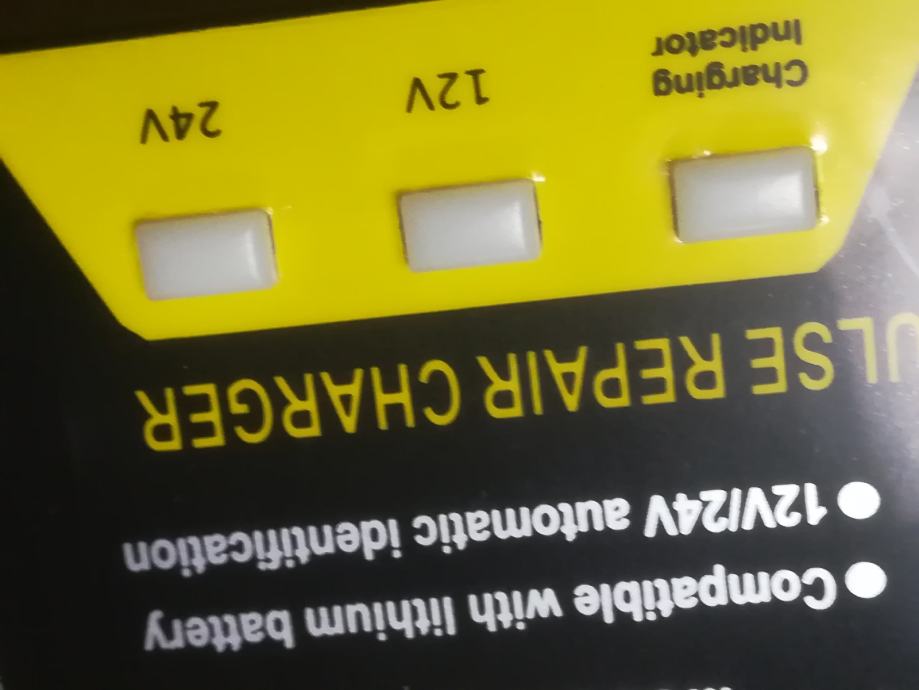 Charging
Indicator
12V
24V
ULSE REPAIR CHARGER
● 12V/24V automatic identification
● Compatible with lithium battery